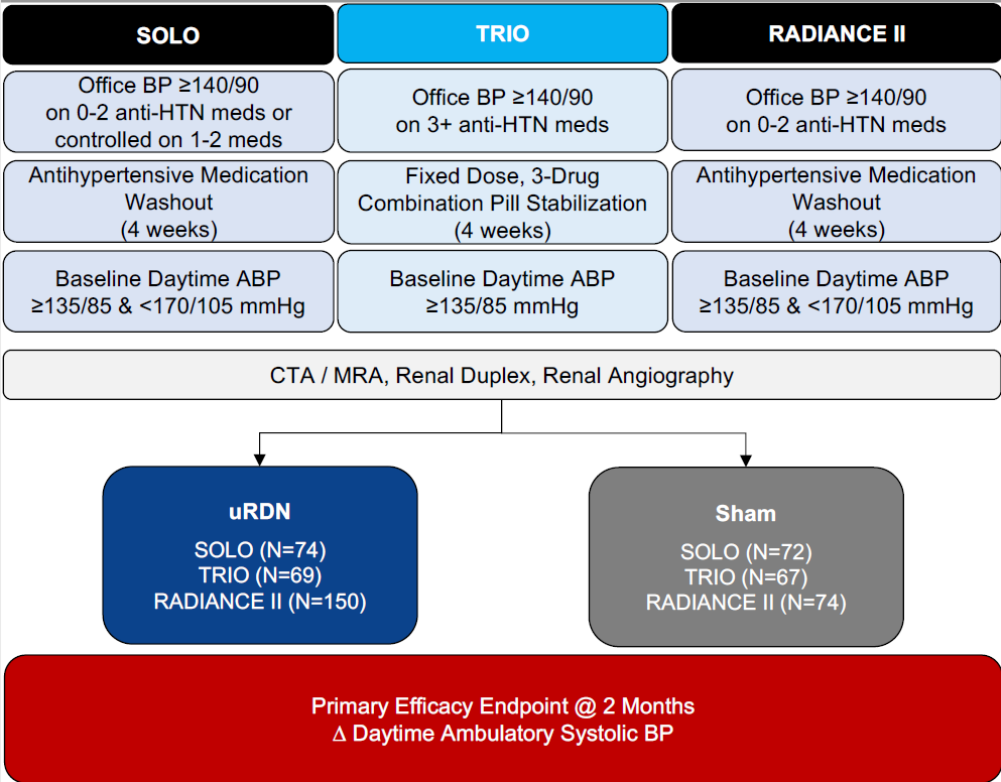 SOLO
TRIO
RADIANCE II
Office BP ≥140/90
on 0-2 anti-HTN meds or
controlled on 1-2 meds
Office BP ≥140/90
on 3+ anti-HTN meds
Office BP ≥140/90
on 0-2 anti-HTN meds
Antihypertensive Medication
Washout
(4 weeks)
Fixed Dose, 3-Drug
Combination Pill Stabilization
(4 weeks)
Antihypertensive Medication
Washout
(4 weeks)
Baseline Daytime ABP
≥135/85 & <170/105 mmHg
Baseline Daytime ABP
≥135/85 mmHg
Baseline Daytime ABP
≥135/85 & <170/105 mmHg
CTA / MRA, Renal Duplex, Renal Angiography
uRDN
SOLO (N=74)
TRIO (N=69)
RADIANCE II (N=150)
Sham
SOLO (N=72)
TRIO (N=67)
RADIANCE II (N=74)
Primary Efficacy Endpoint @ 2 Months
Δ Daytime Ambulatory Systolic BP